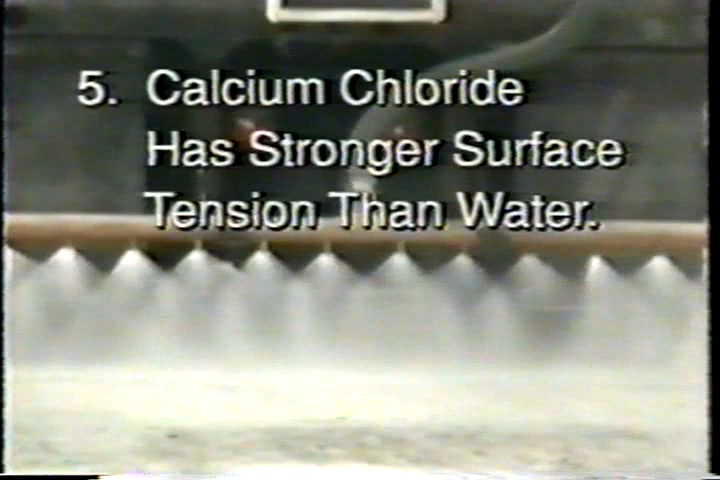 5. Calcium Chloride
Has Stronger Surface
Tension Than Water.